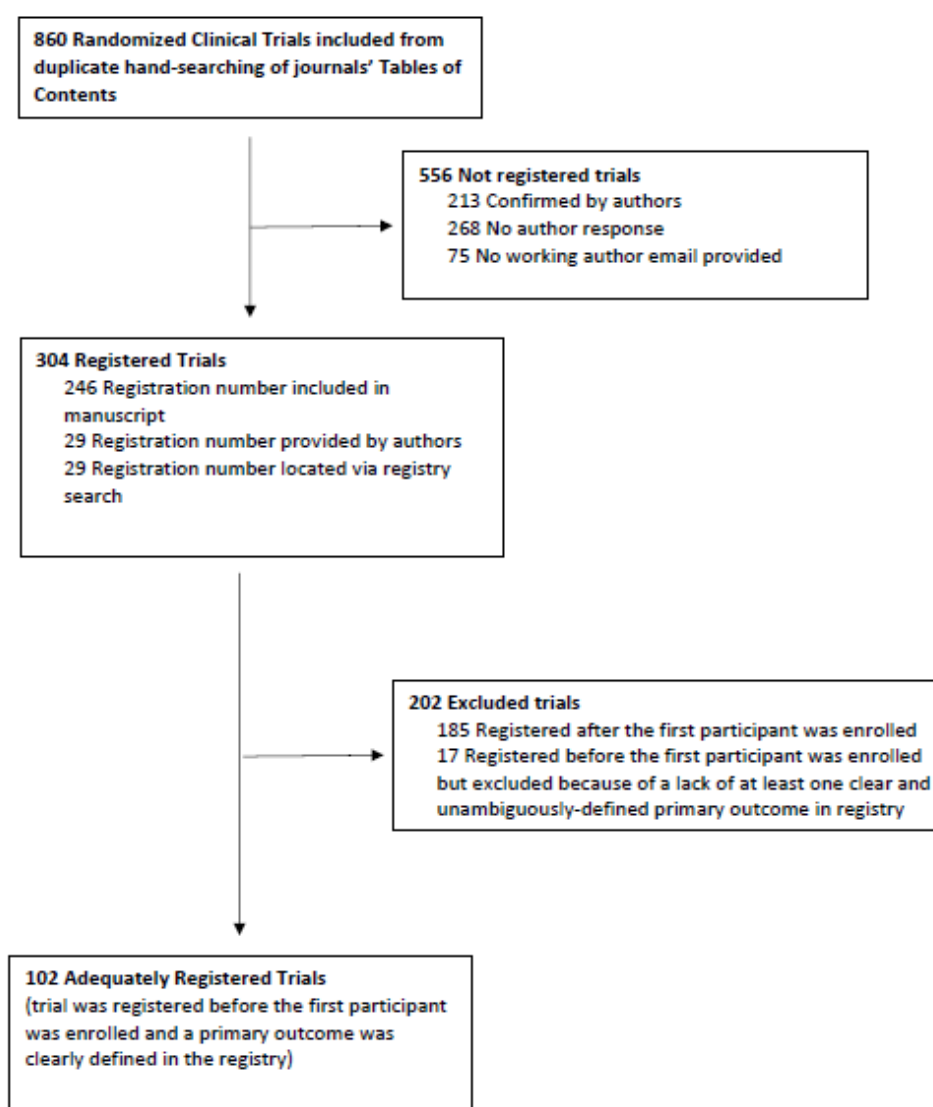 860 Randomized Clinical Trials included from
duplicate hand-searching of journals' Tables of
Contents
556 Not registered trials
213 Confirmed by authors
268 No author response
75 No working author email provided
304 Registered Trials
246 Registration number included in
manuscript
29 Registration number provided by authors
29 Registration number located via registry
search
202 Excluded trials
185 Registered after the first participant was enrolled
17 Registered before the first participant was enrolled
but excluded because of a lack of at least one clear and
unambiguously-defined primary outcome in registry
102 Adequately Registered Trials
(trial was registered before the first participant
was enrolled and a primary outcome was
clearly defined in the registry)